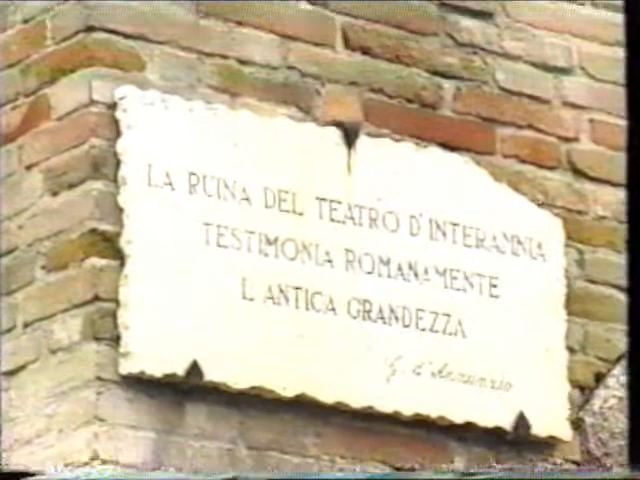 LA RUINA DEL TEATRO D'INTERAMNIA
TESTIMONIA ROMANAMENTE
L'ANTICA GRANDEZZA
G. d'Annunzio